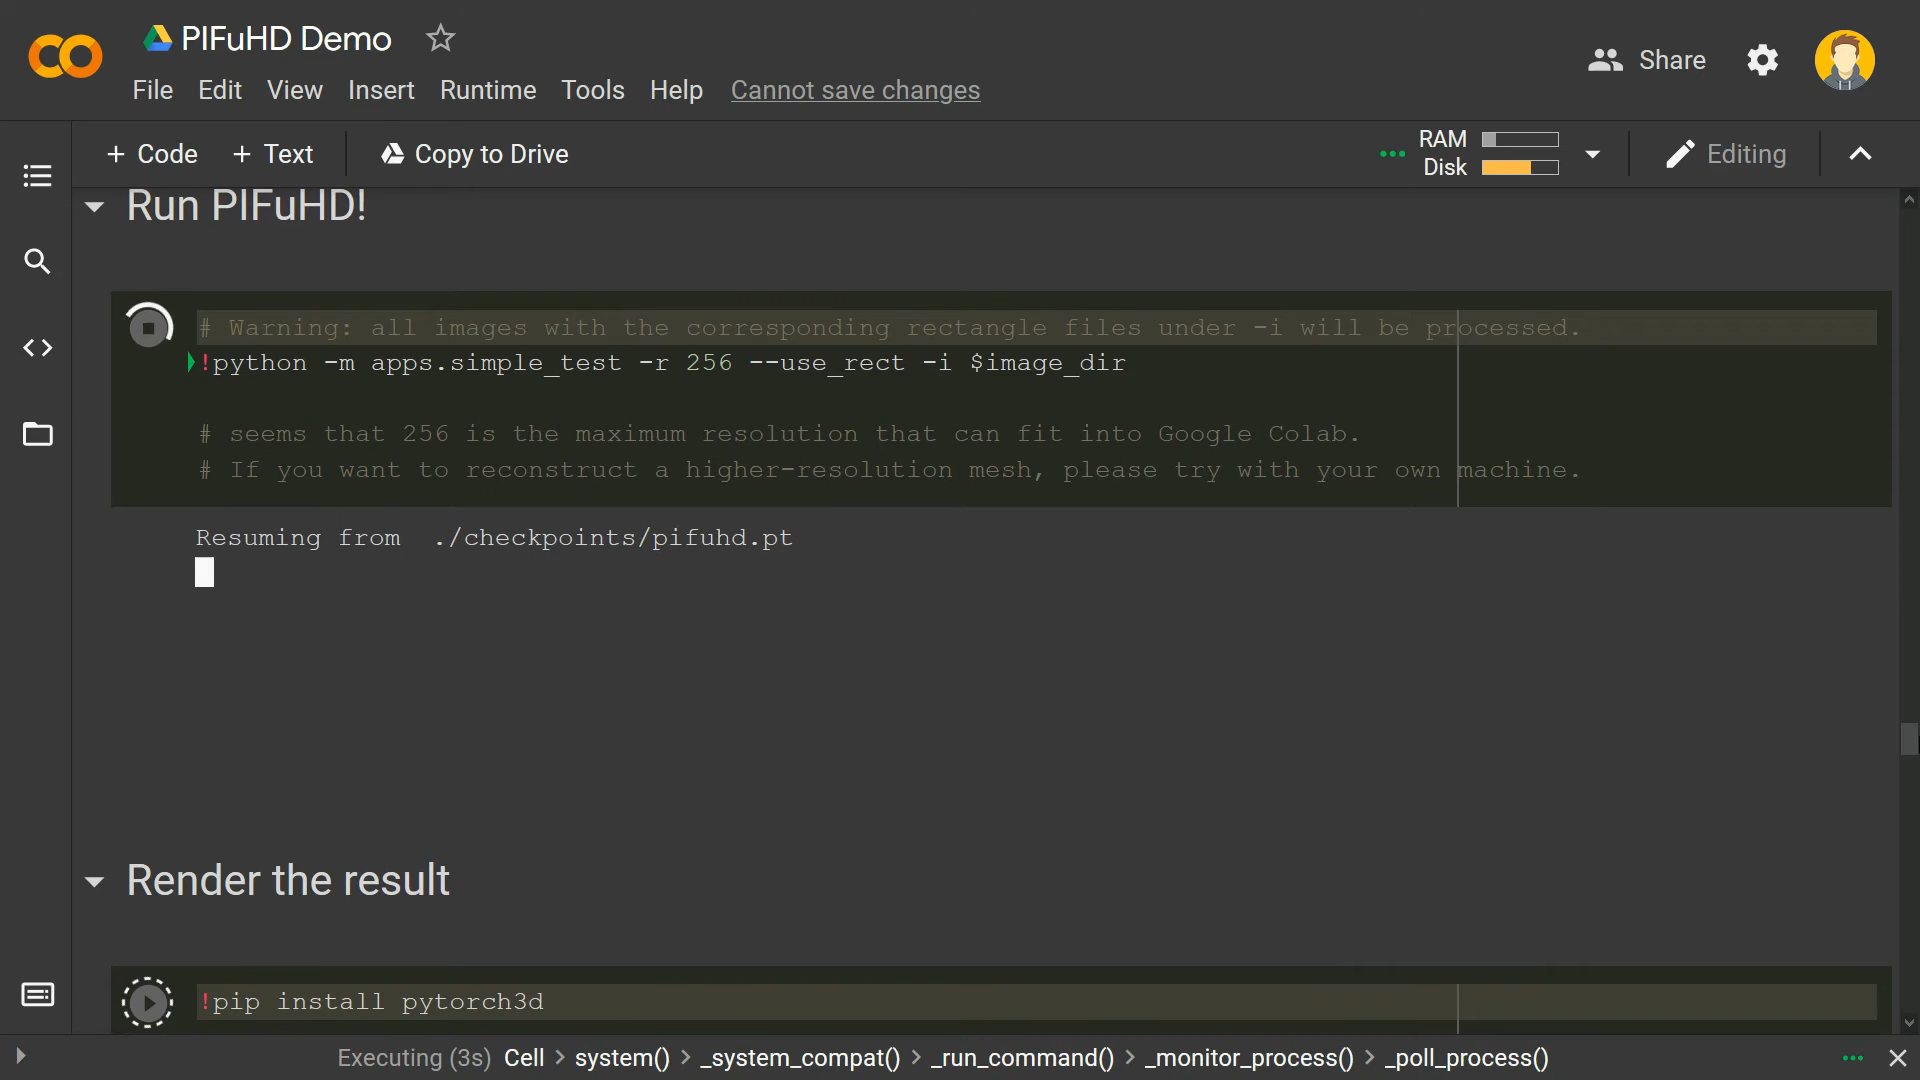 PIFuHD Demo
File Edit View Insert Runtime Tools Help Cannot save changes
Share
+ Code + Text Copy to Drive
RAM
Disk
Editing
Run PIFuHD!
# Warning: all images with the corresponding rectangle files under -i will be processed.
!python -m apps.simple_test -r 256 --use_rect -i $image_dir
# seems that 256 is the maximum resolution that can fit into Google Colab.
# If you want to reconstruct a higher-resolution mesh, please try with your own machine.
Resuming from ./checkpoints/pifuhd.pt
Render the result
!pip install pytorch3d
Executing (3s) Cell > system() > _system_compat() > _run_command() > _monitor_process() > _poll_process()